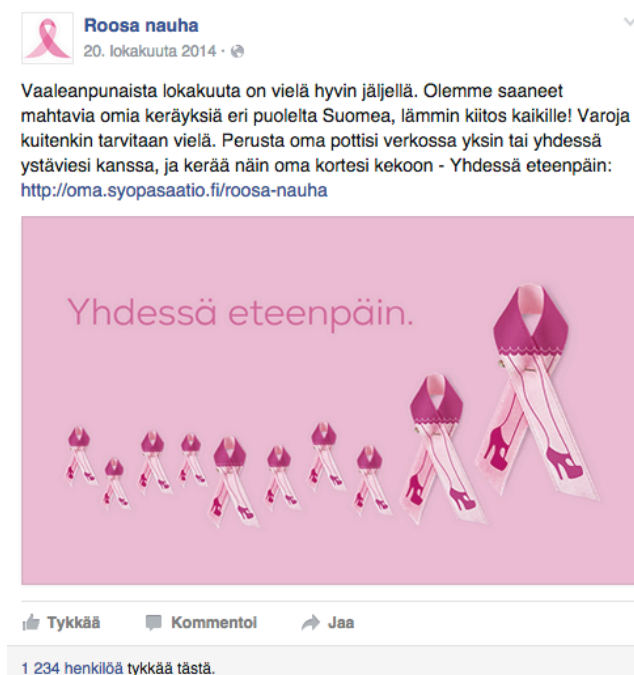 Roosa nauha
20. lokakuuta 2014 ·
Vaaleanpunaista lokakuuta on vielä hyvin jäljellä. Olemme saaneet
mahtavia omia keräyksiä eri puolelta Suomea, lämmin kiitos kaikille! Varoja
kuitenkin tarvitaan vielä. Perusta oma pottisi verkossa yksin tai yhdessä
ystäviesi kanssa, ja kerää näin oma kortesi kekoon - Yhdessä eteenpäin:
http://oma.syopasaatio.fi/roosa-nauha
Yhdessä eteenpäin.
Tykkää Kommentoi Jaa
1 234 henkilöä tykkää tästä.